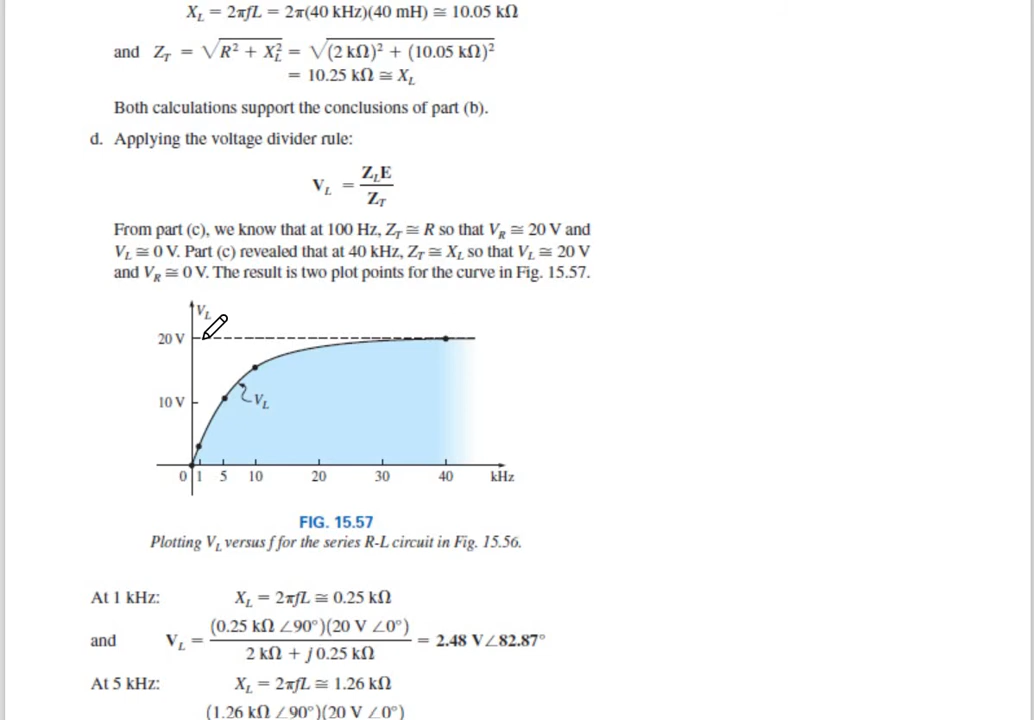 X_L = 2πfL = 2π(40 kHz)(40 mH) ≅ 10.05 kΩ
and Z_T = √R² + X_L² = √(2 kΩ)² + (10.05 kΩ)²
= 10.25 kΩ ≅ X_L
Both calculations support the conclusions of part (b).
d. Applying the voltage divider rule:
V_L = Z_L E / Z_T
From part (c), we know that at 100 Hz, Z_T ≅ R so that V_R ≅ 20 V and
V_L ≅ 0 V. Part (c) revealed that at 40 kHz, Z_T ≅ X_L so that V_L ≅ 20 V
and V_R ≅ 0 V. The result is two plot points for the curve in Fig. 15.57.
V_L
20 V
10 V
V_L
0 1 5 10 20 30 40 kHz
FIG. 15.57
Plotting V_L versus f for the series R-L circuit in Fig. 15.56.
At 1 kHz: X_L = 2πfL ≅ 0.25 kΩ
and V_L = (0.25 kΩ ∠90°)(20 V ∠0°) / 2 kΩ + j 0.25 kΩ = 2.48 V∠82.87°
At 5 kHz: X_L = 2πfL ≅ 1.26 kΩ
(1.26 kΩ ∠90°)(20 V ∠0°)